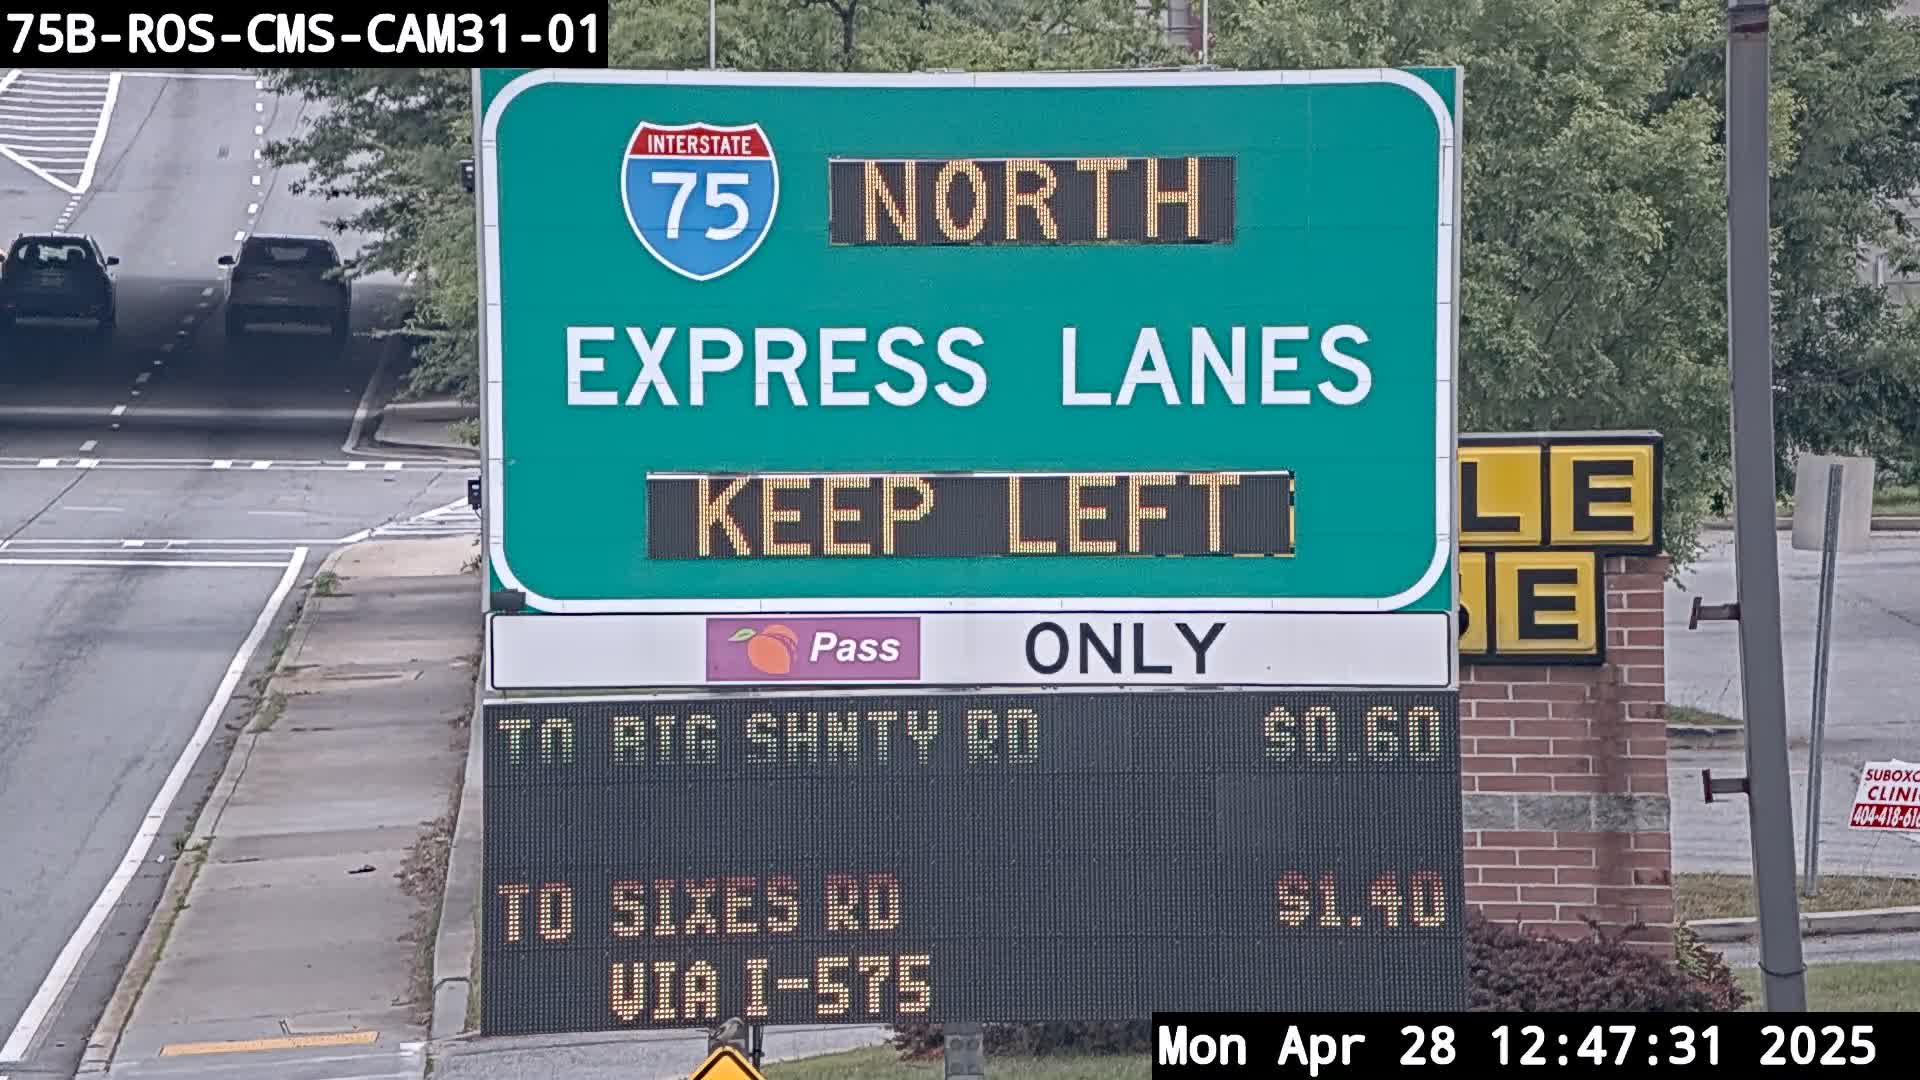 75B-ROS-CMS-CAM31-01
INTERSTATE
75
NORTH
EXPRESS LANES
KEEP LEFT
LE
E
Pass ONLY
TO BIG SHNTY RD $0.60
TO SIXES RD $1.40
VIA I-575
Mon Apr 28 12:47:31 2025